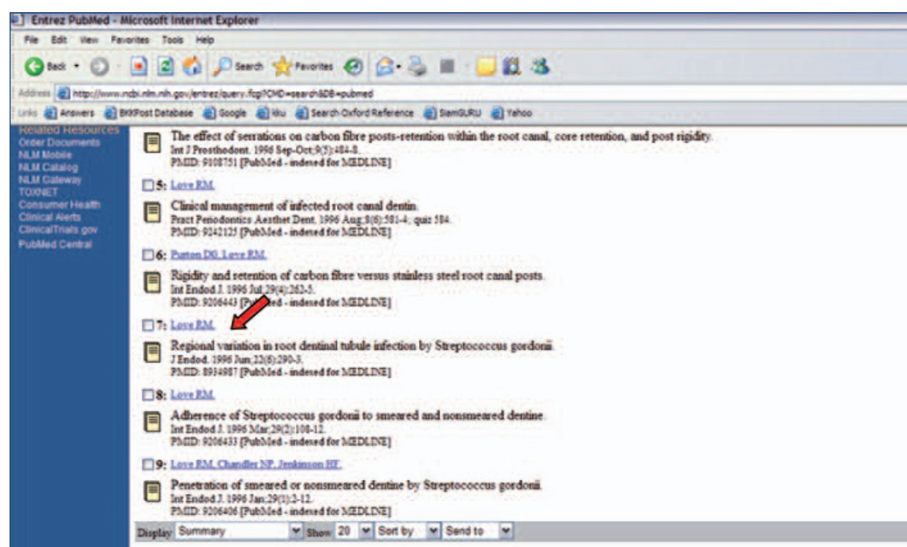 Entrez PubMed - Microsoft Internet Explorer
File Edit View Favorites Tools Help
Back Search Favorites
Address http://www.ncbi.nlm.nih.gov/entrez/query.fcgi?CMD=search&DB=pubmed
Links Answers BKKPost Database Google Search Oxford Reference SiamGURU Yahoo
Related Resources
Order Documents
NLM Mobile
NLM Catalog
NLM Gateway
TOXNET
Consumer Health
Clinical Alerts
ClinicalTrials.gov
PubMed Central
The effect of serrations on carbon fibre posts-retention within the root canal, core retention, and post rigidity.
Int J Prosthodont. 1996 Sep-Oct;9(5):484-8.
PMID: 9108751 [PubMed - indexed for MEDLINE]
5: Love RM.
Clinical management of infected root canal dentin.
Pract Periodontics Aesthet Dent. 1996 Aug;8(6):581-4; quiz 584.
PMID: 9242125 [PubMed - indexed for MEDLINE]
6: Purton DG, Love RM.
Rigidity and retention of carbon fibre versus stainless steel root canal posts.
Int Endod J. 1996 Jul;29(4):262-5.
PMID: 9206443 [PubMed - indexed for MEDLINE]
7: Love RM.
Regional variation in root dentinal tubule infection by Streptococcus gordonii.
J Endod. 1996 Jun;22(6):290-3.
PMID: 8934987 [PubMed - indexed for MEDLINE]
8: Love RM.
Adherence of Streptococcus gordonii to smeared and nonsmeared dentine.
Int Endod J. 1996 Mar;29(2):108-12.
PMID: 9206433 [PubMed - indexed for MEDLINE]
9: Love RM, Chandler NP, Jenkinson HF.
Penetration of smeared or nonsmeared dentine by Streptococcus gordonii.
Int Endod J. 1996 Jan;29(1):2-12.
PMID: 9206406 [PubMed - indexed for MEDLINE]
Display Summary Show 20 Sort by Send to